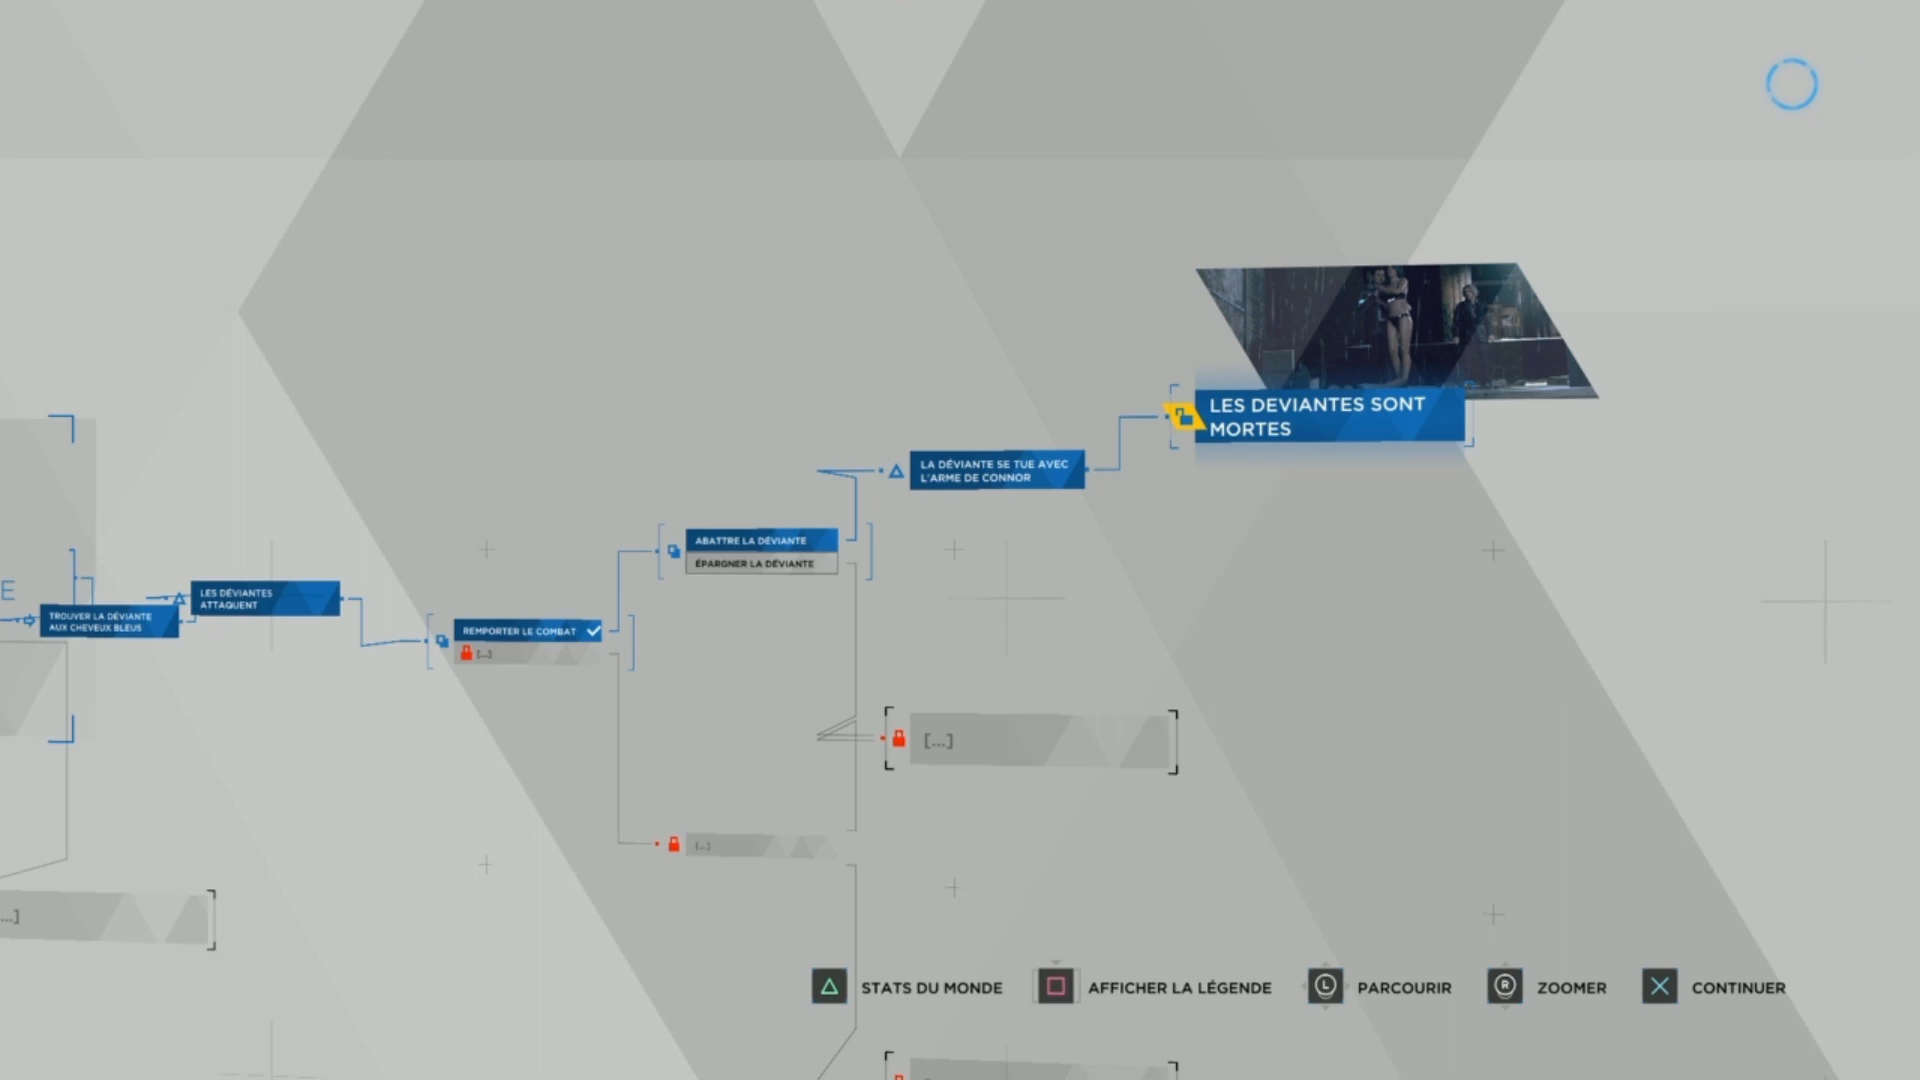 LES DEVIANTES SONT
MORTES
LA DÉVIANTE SE TUE AVEC
L'ARME DE CONNOR
ABATTRE LA DÉVIANTE
ÉPARGNER LA DÉVIANTE
E
LES DÉVIANTES
ATTAQUENT
TROUVER LA DÉVIANTE
AUX CHEVEUX BLEUS
REMPORTER LE COMBAT
[...]
[...]
[...]
...]
STATS DU MONDE
AFFICHER LA LÉGENDE
L
PARCOURIR
R
ZOOMER
CONTINUER